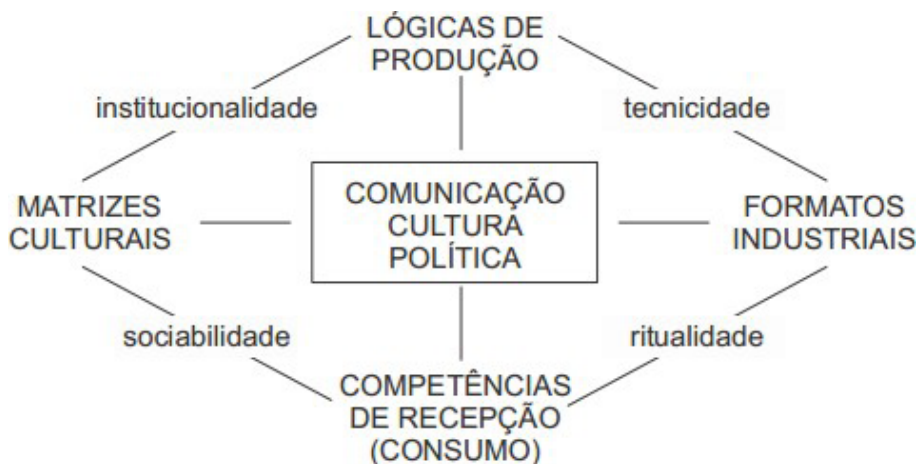 LÓGICAS DE
PRODUÇÃO
institucionalidade
tecnicidade
MATRIZES
CULTURAIS
COMUNICAÇÃO
CULTURA
POLÍTICA
FORMATOS
INDUSTRIAIS
sociabilidade
ritualidade
COMPETÊNCIAS
DE RECEPÇÃO
(CONSUMO)